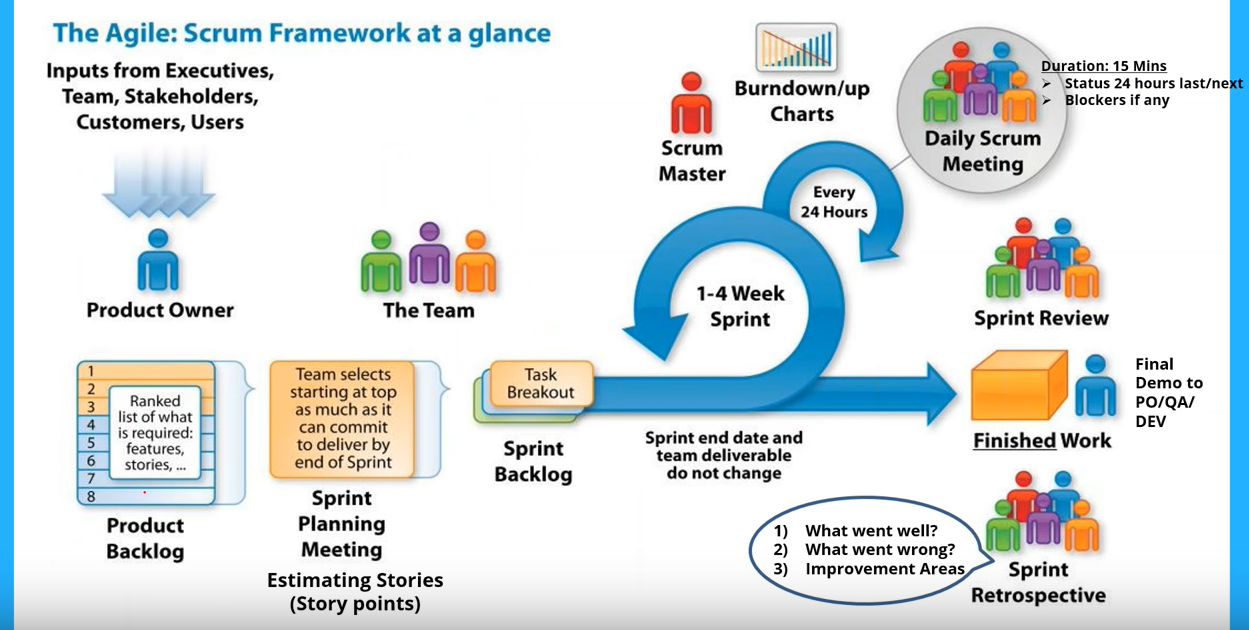 The Agile: Scrum Framework at a glance
Inputs from Executives,
Team, Stakeholders,
Customers, Users
Product Owner
The Team
Scrum
Master
Burndown/up
Charts
Daily Scrum
Meeting
Duration: 15 Mins
➢ Status 24 hours last/next
➢ Blockers if any
Every
24 Hours
1-4 Week
Sprint
Sprint Review
1
2
3
4
5
6
7
8
Ranked
list of what
is required:
features,
stories, ...
Product
Backlog
Team selects
starting at top
as much as it
can commit
to deliver by
end of Sprint
Sprint
Planning
Meeting
Estimating Stories
(Story points)
Task
Breakout
Sprint
Backlog
Sprint end date and
team deliverable
do not change
Finished Work
Final
Demo to
PO/QA/
DEV
1) What went well?
2) What went wrong?
3) Improvement Areas
Sprint
Retrospective